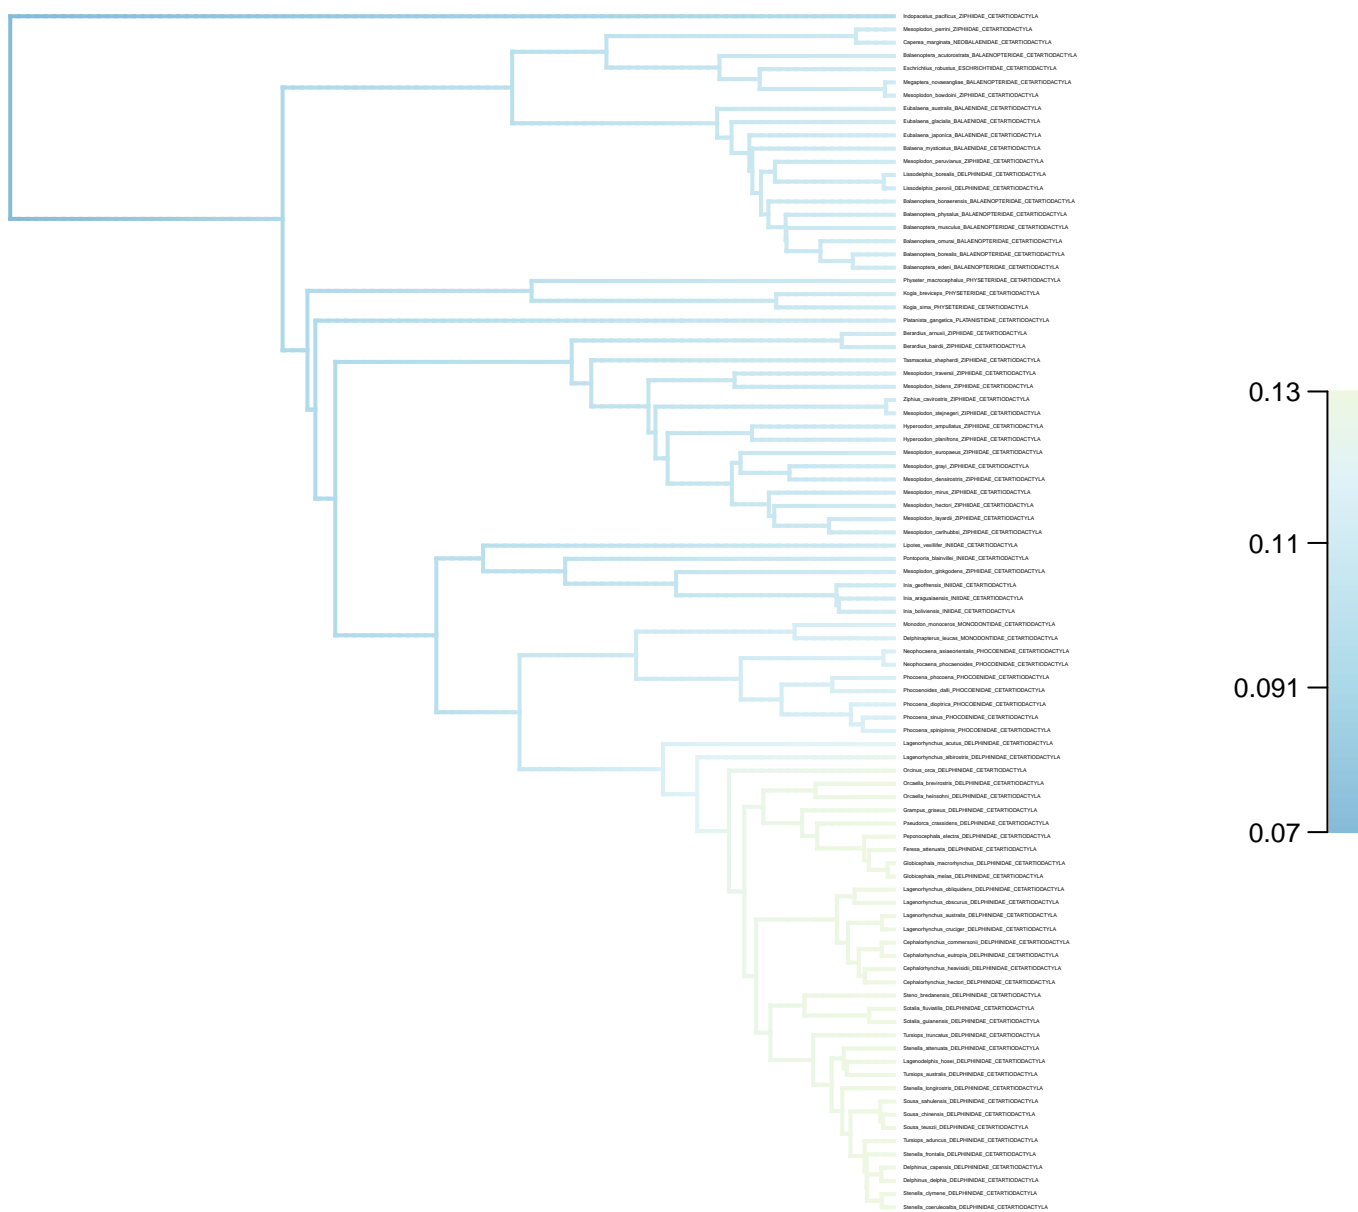 Indopacetus_pacificus_ZIPHIIDAE_CETARTIODACTYLA
Mesoplodon_perrini_ZIPHIIDAE_CETARTIODACTYLA
Caperea_marginata_NEOBALAENIDAE_CETARTIODACTYLA
Balaenoptera_acutorostrata_BALAENOPTERIDAE_CETARTIODACTYLA
Eschrichtius_robustus_ESCHRICHTIIDAE_CETARTIODACTYLA
Megaptera_novaeangliae_BALAENOPTERIDAE_CETARTIODACTYLA
Mesoplodon_bowdoini_ZIPHIIDAE_CETARTIODACTYLA
Eubalaena_australis_BALAENIDAE_CETARTIODACTYLA
Eubalaena_glacialis_BALAENIDAE_CETARTIODACTYLA
Eubalaena_japonica_BALAENIDAE_CETARTIODACTYLA
Balaena_mysticetus_BALAENIDAE_CETARTIODACTYLA
Mesoplodon_peruvianus_ZIPHIIDAE_CETARTIODACTYLA
Lissodelphis_borealis_DELPHINIDAE_CETARTIODACTYLA
Lissodelphis_peronii_DELPHINIDAE_CETARTIODACTYLA
Balaenoptera_bonaerensis_BALAENOPTERIDAE_CETARTIODACTYLA
Balaenoptera_physalus_BALAENOPTERIDAE_CETARTIODACTYLA
Balaenoptera_musculus_BALAENOPTERIDAE_CETARTIODACTYLA
Balaenoptera_omurai_BALAENOPTERIDAE_CETARTIODACTYLA
Balaenoptera_borealis_BALAENOPTERIDAE_CETARTIODACTYLA
Balaenoptera_edeni_BALAENOPTERIDAE_CETARTIODACTYLA
Physeter_macrocephalus_PHYSETERIDAE_CETARTIODACTYLA
Kogia_breviceps_PHYSETERIDAE_CETARTIODACTYLA
Kogia_sima_PHYSETERIDAE_CETARTIODACTYLA
Platanista_gangetica_PLATANISTIDAE_CETARTIODACTYLA
Berardius_arnuxii_ZIPHIIDAE_CETARTIODACTYLA
Berardius_bairdii_ZIPHIIDAE_CETARTIODACTYLA
Tasmacetus_shepherdi_ZIPHIIDAE_CETARTIODACTYLA
Mesoplodon_traversii_ZIPHIIDAE_CETARTIODACTYLA
Mesoplodon_bidens_ZIPHIIDAE_CETARTIODACTYLA
Ziphius_cavirostris_ZIPHIIDAE_CETARTIODACTYLA
Mesoplodon_stejnegeri_ZIPHIIDAE_CETARTIODACTYLA
Hyperoodon_ampullatus_ZIPHIIDAE_CETARTIODACTYLA
Hyperoodon_planifrons_ZIPHIIDAE_CETARTIODACTYLA
Mesoplodon_europaeus_ZIPHIIDAE_CETARTIODACTYLA
Mesoplodon_grayi_ZIPHIIDAE_CETARTIODACTYLA
Mesoplodon_densirostris_ZIPHIIDAE_CETARTIODACTYLA
Mesoplodon_mirus_ZIPHIIDAE_CETARTIODACTYLA
Mesoplodon_hectori_ZIPHIIDAE_CETARTIODACTYLA
Mesoplodon_layardii_ZIPHIIDAE_CETARTIODACTYLA
Mesoplodon_carlhubbsi_ZIPHIIDAE_CETARTIODACTYLA
Lipotes_vexillifer_INIIDAE_CETARTIODACTYLA
Pontoporia_blainvillei_INIIDAE_CETARTIODACTYLA
Mesoplodon_ginkgodens_ZIPHIIDAE_CETARTIODACTYLA
Inia_geoffrensis_INIIDAE_CETARTIODACTYLA
Inia_araguaiaensis_INIIDAE_CETARTIODACTYLA
Inia_boliviensis_INIIDAE_CETARTIODACTYLA
Monodon_monoceros_MONODONTIDAE_CETARTIODACTYLA
Delphinapterus_leucas_MONODONTIDAE_CETARTIODACTYLA
Neophocaena_asiaeorientalis_PHOCOENIDAE_CETARTIODACTYLA
Neophocaena_phocaenoides_PHOCOENIDAE_CETARTIODACTYLA
Phocoena_phocoena_PHOCOENIDAE_CETARTIODACTYLA
Phocoenoides_dalli_PHOCOENIDAE_CETARTIODACTYLA
Phocoena_dioptrica_PHOCOENIDAE_CETARTIODACTYLA
Phocoena_sinus_PHOCOENIDAE_CETARTIODACTYLA
Phocoena_spinipinnis_PHOCOENIDAE_CETARTIODACTYLA
Lagenorhynchus_acutus_DELPHINIDAE_CETARTIODACTYLA
Lagenorhynchus_albirostris_DELPHINIDAE_CETARTIODACTYLA
Orcinus_orca_DELPHINIDAE_CETARTIODACTYLA
Orcaella_brevirostris_DELPHINIDAE_CETARTIODACTYLA
Orcaella_heinsohni_DELPHINIDAE_CETARTIODACTYLA
Grampus_griseus_DELPHINIDAE_CETARTIODACTYLA
Pseudorca_crassidens_DELPHINIDAE_CETARTIODACTYLA
Peponocephala_electra_DELPHINIDAE_CETARTIODACTYLA
Feresa_attenuata_DELPHINIDAE_CETARTIODACTYLA
Globicephala_macrorhynchus_DELPHINIDAE_CETARTIODACTYLA
Globicephala_melas_DELPHINIDAE_CETARTIODACTYLA
Lagenorhynchus_obliquidens_DELPHINIDAE_CETARTIODACTYLA
Lagenorhynchus_obscurus_DELPHINIDAE_CETARTIODACTYLA
Lagenorhynchus_australis_DELPHINIDAE_CETARTIODACTYLA
Lagenorhynchus_cruciger_DELPHINIDAE_CETARTIODACTYLA
Cephalorhynchus_commersonii_DELPHINIDAE_CETARTIODACTYLA
Cephalorhynchus_eutropia_DELPHINIDAE_CETARTIODACTYLA
Cephalorhynchus_heavisidii_DELPHINIDAE_CETARTIODACTYLA
Cephalorhynchus_hectori_DELPHINIDAE_CETARTIODACTYLA
Steno_bredanensis_DELPHINIDAE_CETARTIODACTYLA
Sotalia_fluviatilis_DELPHINIDAE_CETARTIODACTYLA
Sotalia_guianensis_DELPHINIDAE_CETARTIODACTYLA
Tursiops_truncatus_DELPHINIDAE_CETARTIODACTYLA
Stenella_attenuata_DELPHINIDAE_CETARTIODACTYLA
Lagenodelphis_hosei_DELPHINIDAE_CETARTIODACTYLA
Tursiops_australis_DELPHINIDAE_CETARTIODACTYLA
Stenella_longirostris_DELPHINIDAE_CETARTIODACTYLA
Sousa_sahulensis_DELPHINIDAE_CETARTIODACTYLA
Sousa_chinensis_DELPHINIDAE_CETARTIODACTYLA
Sousa_teuszii_DELPHINIDAE_CETARTIODACTYLA
Tursiops_aduncus_DELPHINIDAE_CETARTIODACTYLA
Stenella_frontalis_DELPHINIDAE_CETARTIODACTYLA
Delphinus_capensis_DELPHINIDAE_CETARTIODACTYLA
Delphinus_delphis_DELPHINIDAE_CETARTIODACTYLA
Stenella_clymene_DELPHINIDAE_CETARTIODACTYLA
Stenella_coeruleoalba_DELPHINIDAE_CETARTIODACTYLA
0.13
0.11
0.091
0.07